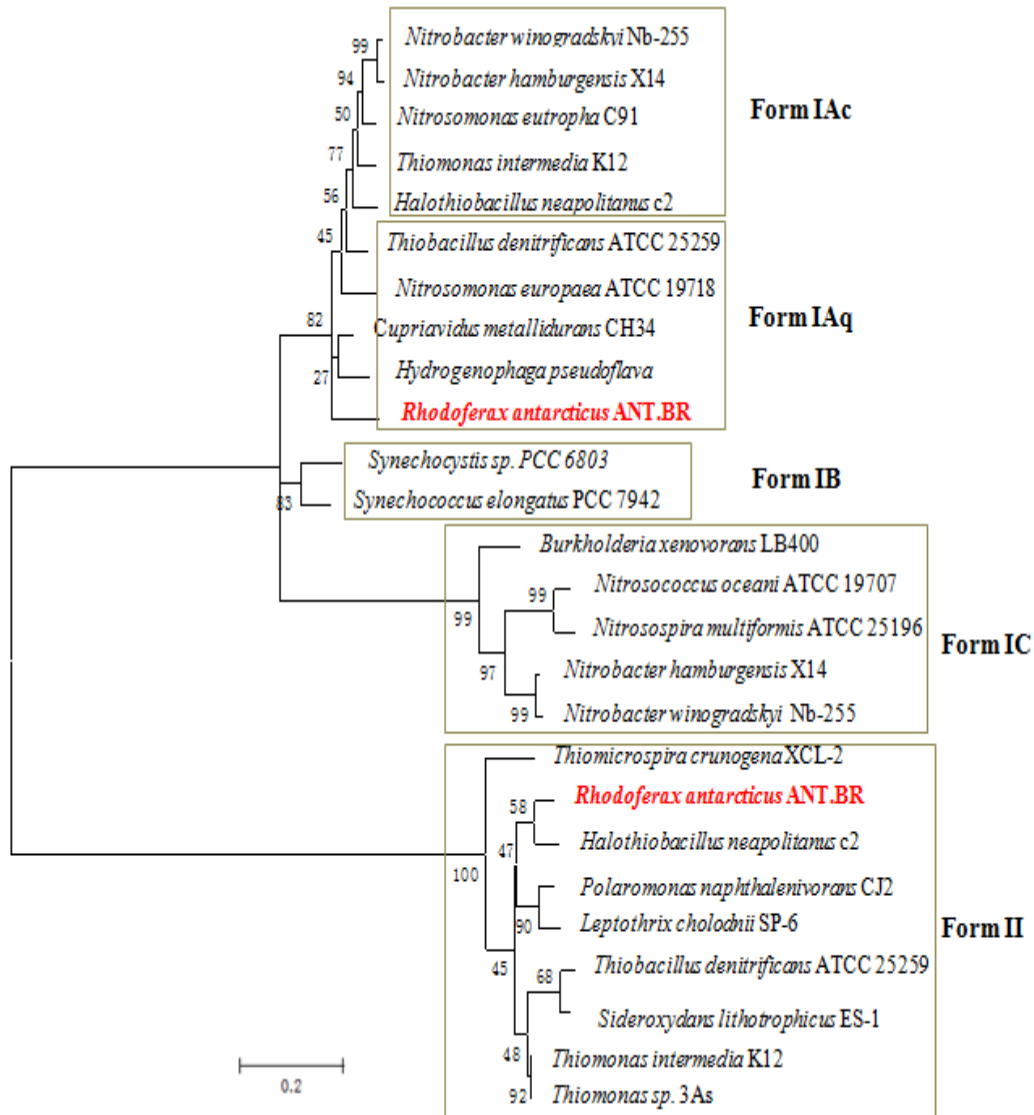 99
Nitrobacter winogradskyi Nb-255
94
Nitrobacter hamburgensis X14
50
Nitrosomonas eutropha C91
Form IAc
77
Thiomonas intermedia K12
56
Halothiobacillus neapolitanus c2
45
Thiobacillus denitrificans ATCC 25259
Nitrosomonas europaea ATCC 19718
82
Cupriavidus metallidurans CH34
Form IAq
27
Hydrogenophaga pseudoflava
Rhodoferax antarcticus ANT.BR
Synechocystis sp. PCC 6803
Form IB
83
Synechococcus elongatus PCC 7942
Burkholderia xenovorans LB400
99
Nitrosococcus oceani ATCC 19707
99
Nitrosospira multiformis ATCC 25196
Form IC
97
Nitrobacter hamburgensis X14
99
Nitrobacter winogradskyi Nb-255
Thiomicrospira crunogena XCL-2
58
Rhodoferax antarcticus ANT.BR
47
Halothiobacillus neapolitanus c2
100
Polaromonas naphthalenivorans CJ2
90
Leptothrix cholodnii SP-6
Form II
45
68
Thiobacillus denitrificans ATCC 25259
Sideroxydans lithotrophicus ES-1
48
Thiomonas intermedia K12
92
Thiomonas sp. 3As
0.2